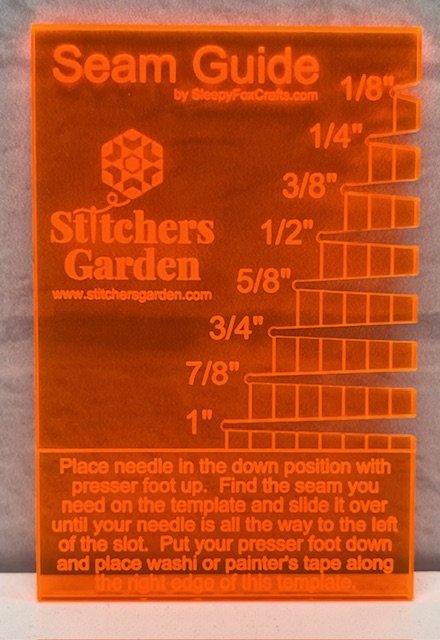 Seam Guide
by SleepyFoxCrafts.com
1/8"
1/4"
3/8"
1/2"
5/8"
3/4"
7/8"
1"
Stitchers
Garden
www.stitchersgarden.com
Place needle in the down position with
presser foot up. Find the seam you
need on the template and slide it over
until your needle is all the way to the left
of the slot. Put your presser foot down
and place washi or painter's tape along
the right edge of this template.